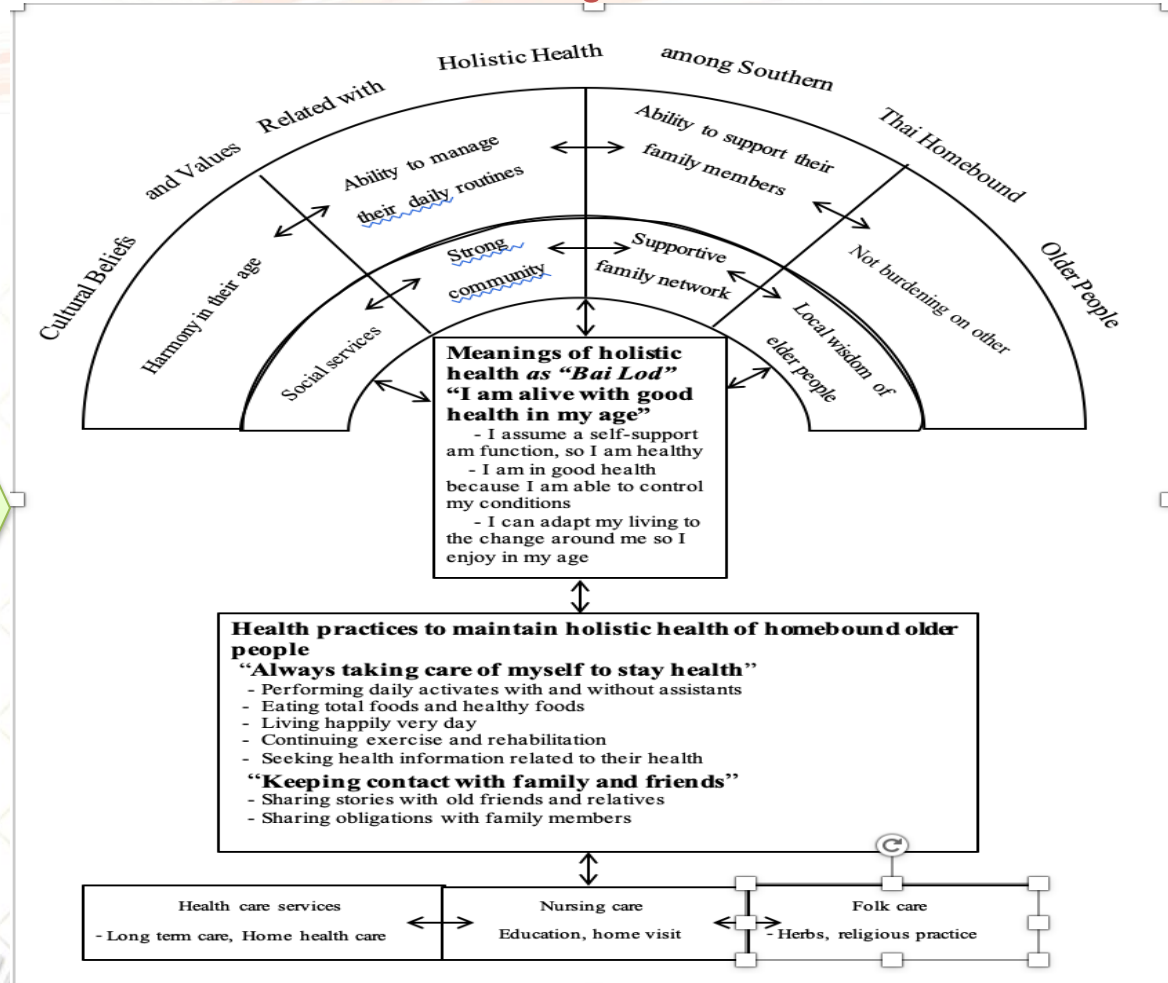 Cultural Beliefs and Values Related with Holistic Health among Southern Thai Homebound Older People
Harmony in their age
Ability to manage
their daily routines
Ability to support their
family members
Not burdening on other
Social services
Strong
community
Supportive
family network
Local wisdom of
elder people
Meanings of holistic
health as “Bai Lod”
“I am alive with good
health in my age”
- I assume a self-support
am function, so I am healthy
- I am in good health
because I am able to control
my conditions
- I can adapt my living to
the change around me so I
enjoy in my age
Health practices to maintain holistic health of homebound older
people
“Always taking care of myself to stay health”
- Performing daily activates with and without assistants
- Eating total foods and healthy foods
- Living happily very day
- Continuing exercise and rehabilitation
- Seeking health information related to their health
“Keeping contact with family and friends”
- Sharing stories with old friends and relatives
- Sharing obligations with family members
Health care services
- Long term care, Home health care
Nursing care
Education, home visit
Folk care
- Herbs, religious practice